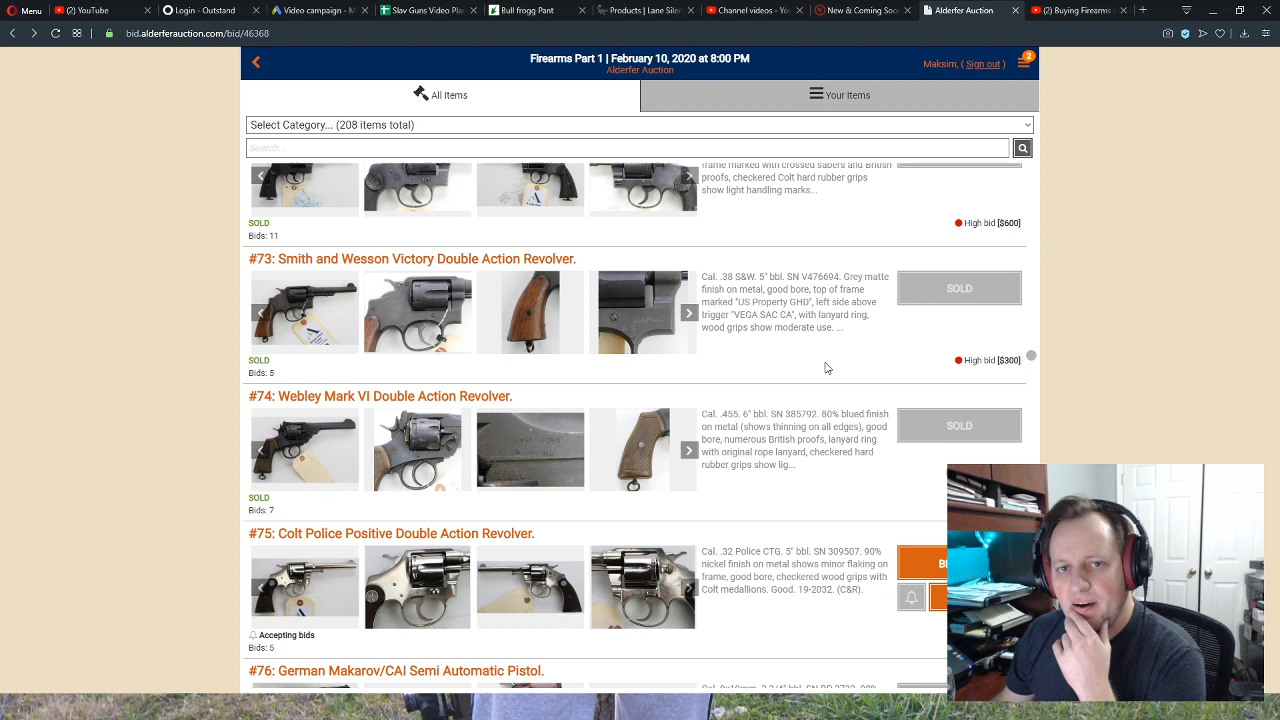 Menu
(2) YouTube
Login - Outstand
Video campaign - M
Slav Guns Video Plan
Bull frogg Pant
Products | Lane Silen
Channel videos - Yo
New & Coming Soo
Alderfer Auction
(2) Buying Firearms
bid.alderferauction.com/bid/46368
Firearms Part 1 | February 10, 2020 at 8:00 PM
Alderfer Auction
Maksim, ( Sign out )
2
All Items
Your Items
Select Category... (208 items total)
Search...
frame marked with crossed sabers and British
proofs, checkered Colt hard rubber grips
show light handling marks...
SOLD
High bid [$600]
Bids: 11
#73: Smith and Wesson Victory Double Action Revolver.
Cal. .38 S&W. 5" bbl. SN V476694. Grey matte
finish on metal, good bore, top of frame
marked "US Property GHD", left side above
trigger "VEGA SAC CA", with lanyard ring,
wood grips show moderate use. ...
SOLD
SOLD
High bid [$300]
Bids: 5
#74: Webley Mark VI Double Action Revolver.
Cal. .455. 6" bbl. SN 385792. 80% blued finish
on metal (shows thinning on all edges), good
bore, numerous British proofs, lanyard ring
with original rope lanyard, checkered hard
rubber grips show lig...
SOLD
SOLD
Bids: 7
#75: Colt Police Positive Double Action Revolver.
Cal. .32 Police CTG. 5" bbl. SN 309507. 90%
nickel finish on metal shows minor flaking on
frame, good bore, checkered wood grips with
Colt medallions. Good. 19-2032. (C&R).
Accepting bids
Bids: 5
#76: German Makarov/CAI Semi Automatic Pistol.